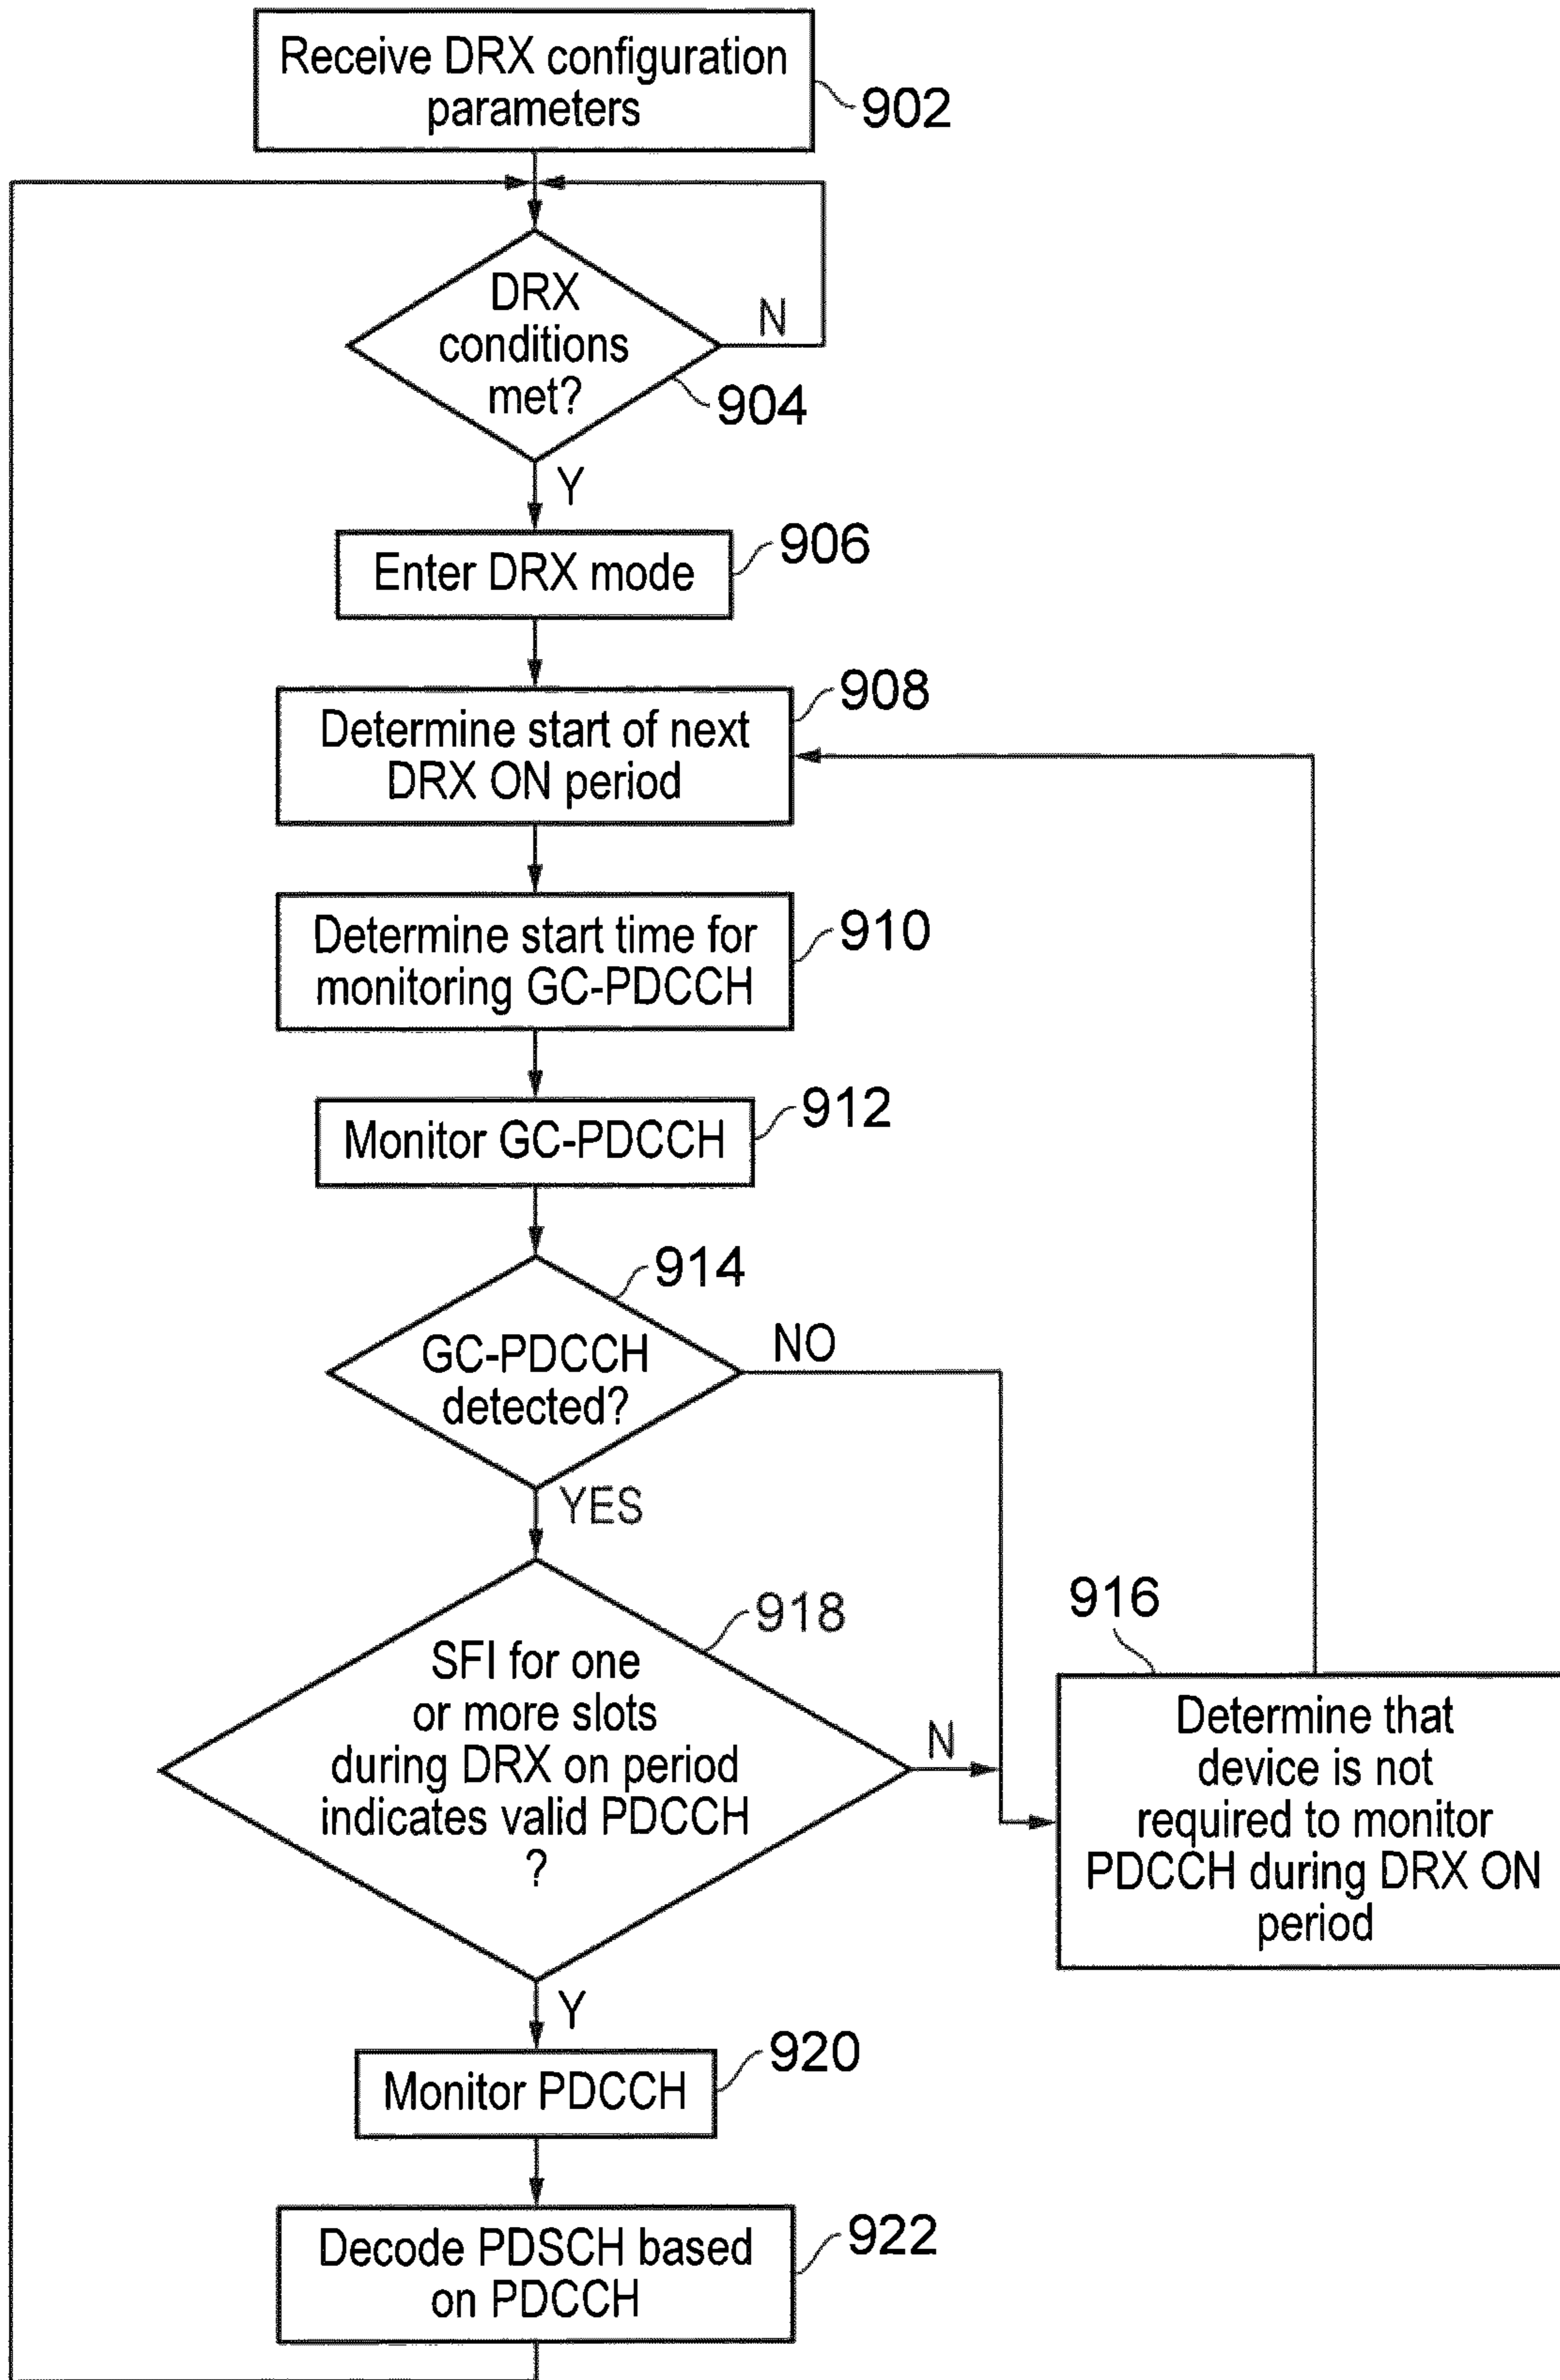 Receive DRX configuration
parameters
902
DRX
conditions
met?
N
904
Y
906
Enter DRX mode
908
Determine start of next
DRX ON period
Determine start time for
monitoring GC-PDCCH
910
912
Monitor GC-PDCCH
914
GC-PDCCH
detected?
NO
YES
918
SFI for one
or more slots
during DRX on period
indicates valid PDCCH
?
N
916
Determine that
device is not
required to monitor
PDCCH during DRX ON
period
Y
920
Monitor PDCCH
Decode PDSCH based
on PDCCH
922